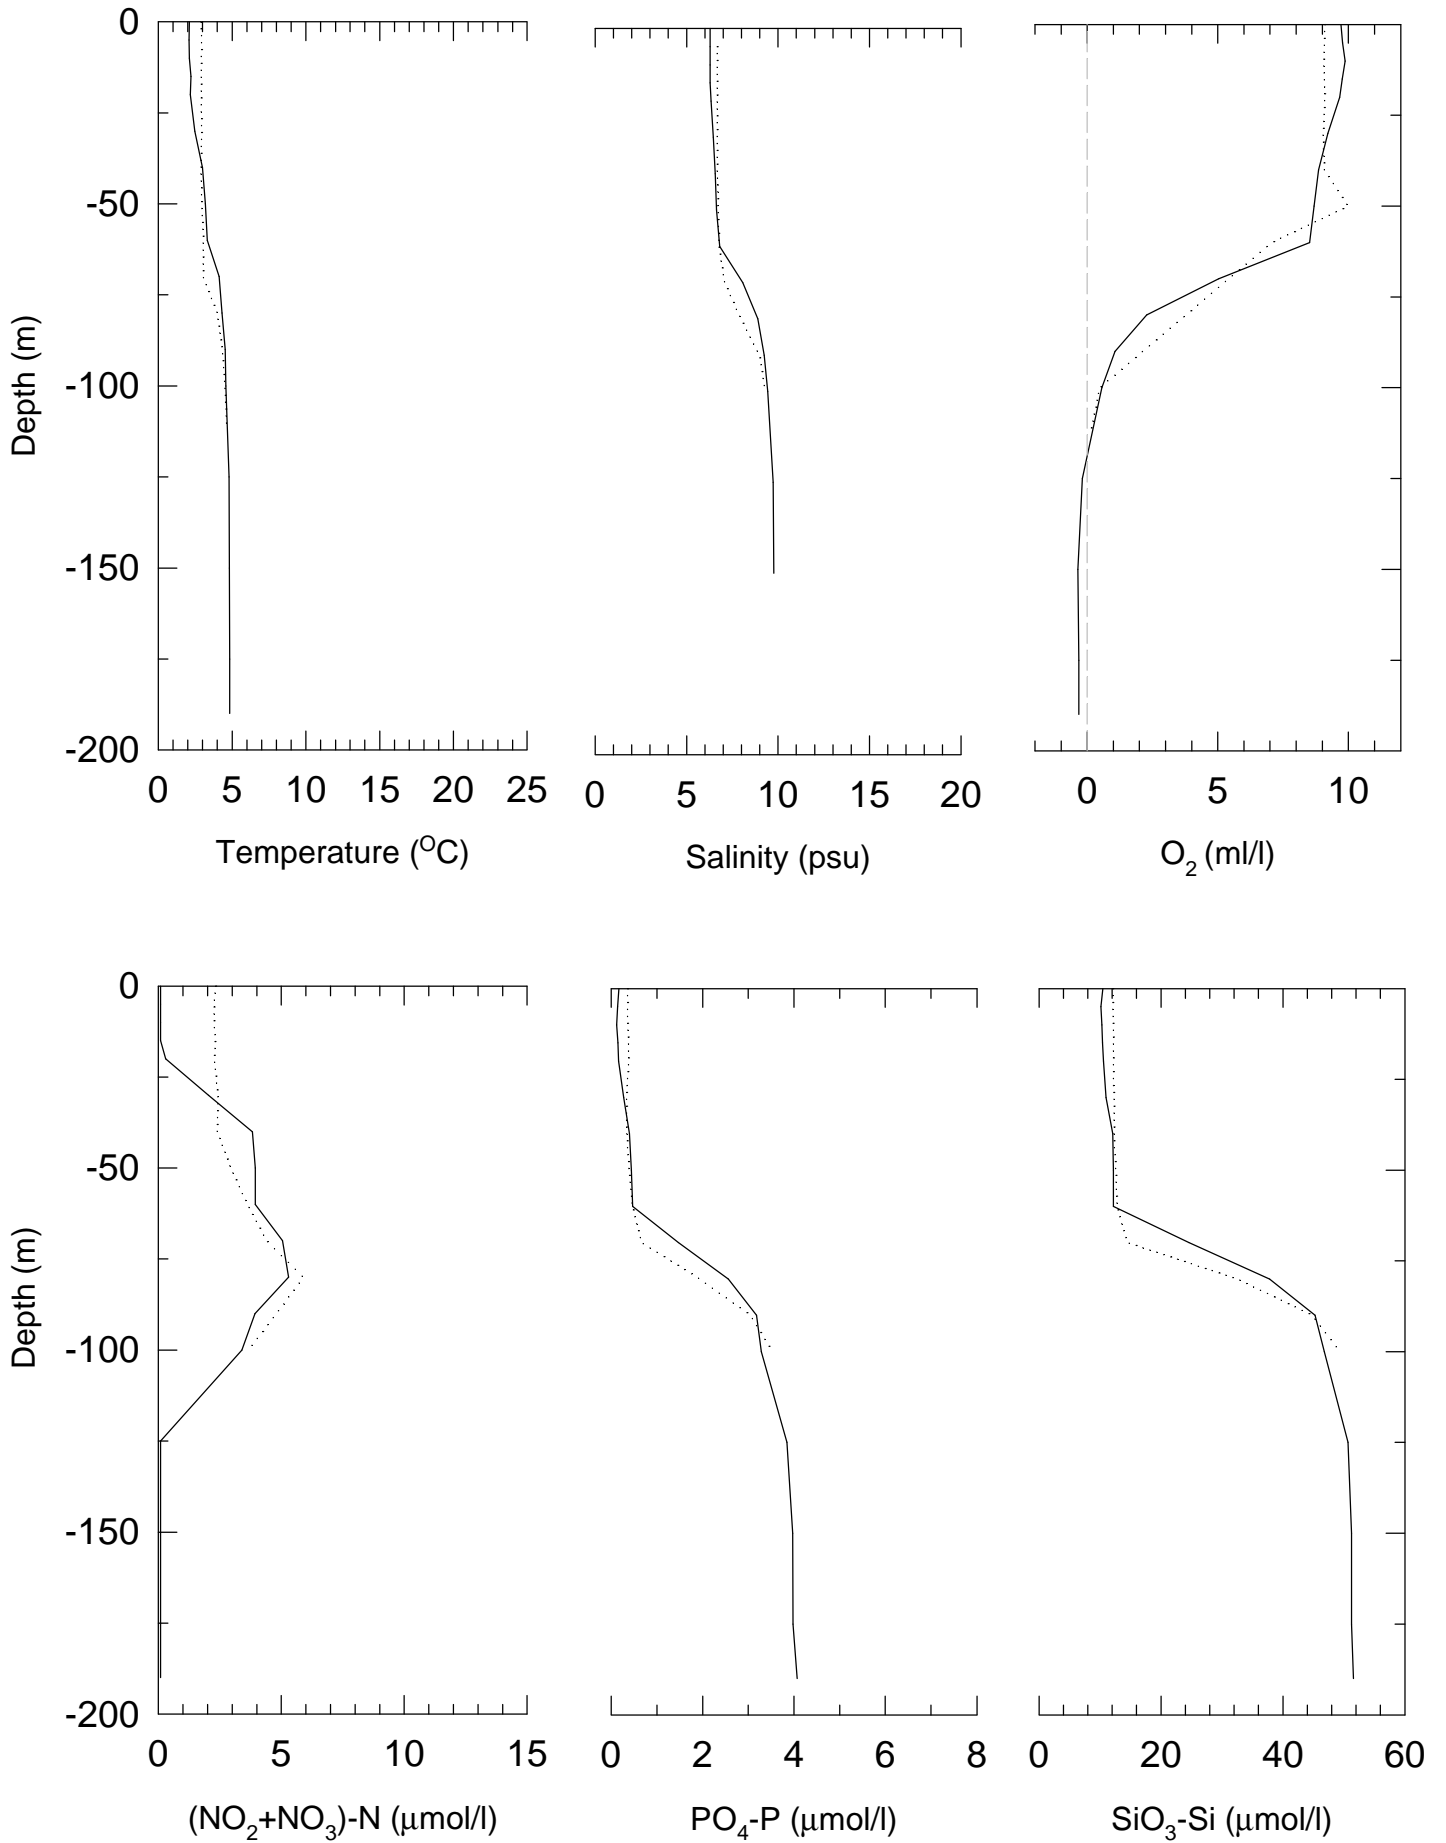 0
-50
-100
-150
-200
Depth (m)
0 5 10 15 20 25
Temperature (°C)
0 5 10 15 20
Salinity (psu)
0 5 10
O₂ (ml/l)
0
-50
-100
-150
-200
Depth (m)
0 5 10 15
(NO₂+NO₃)-N (μmol/l)
0 2 4 6 8
PO₄-P (μmol/l)
0 20 40 60
SiO₃-Si (μmol/l)